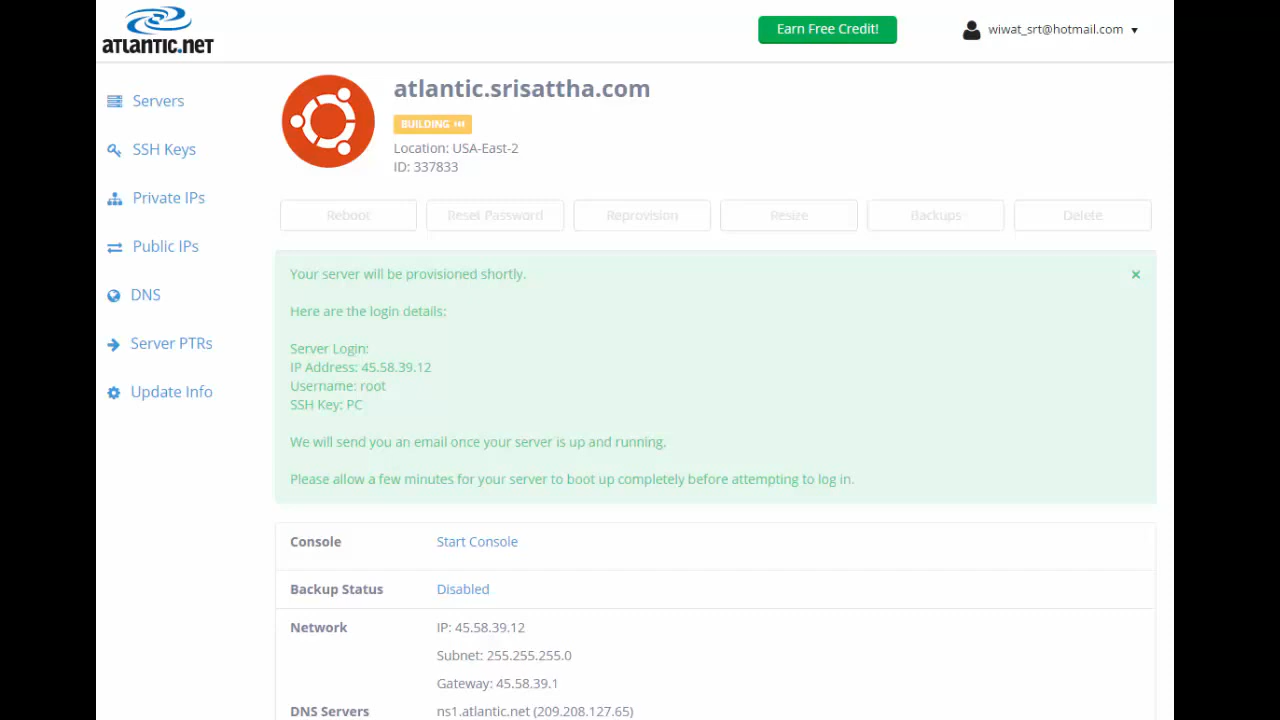 ATLANTIC.NET
Earn Free Credit!
wiwat_srt@hotmail.com
Servers
SSH Keys
Private IPs
Public IPs
DNS
Server PTRs
Update Info
atlantic.srisattha.com
BUILDING
Location: USA-East-2
ID: 337833
Reboot
Reset Password
Reprovision
Resize
Backups
Delete
Your server will be provisioned shortly.
Here are the login details:
Server Login:
IP Address: 45.58.39.12
Username: root
SSH Key: PC
We will send you an email once your server is up and running.
Please allow a few minutes for your server to boot up completely before attempting to log in.
Console Start Console
Backup Status Disabled
Network IP: 45.58.39.12
Subnet: 255.255.255.0
Gateway: 45.58.39.1
DNS Servers ns1.atlantic.net (209.208.127.65)